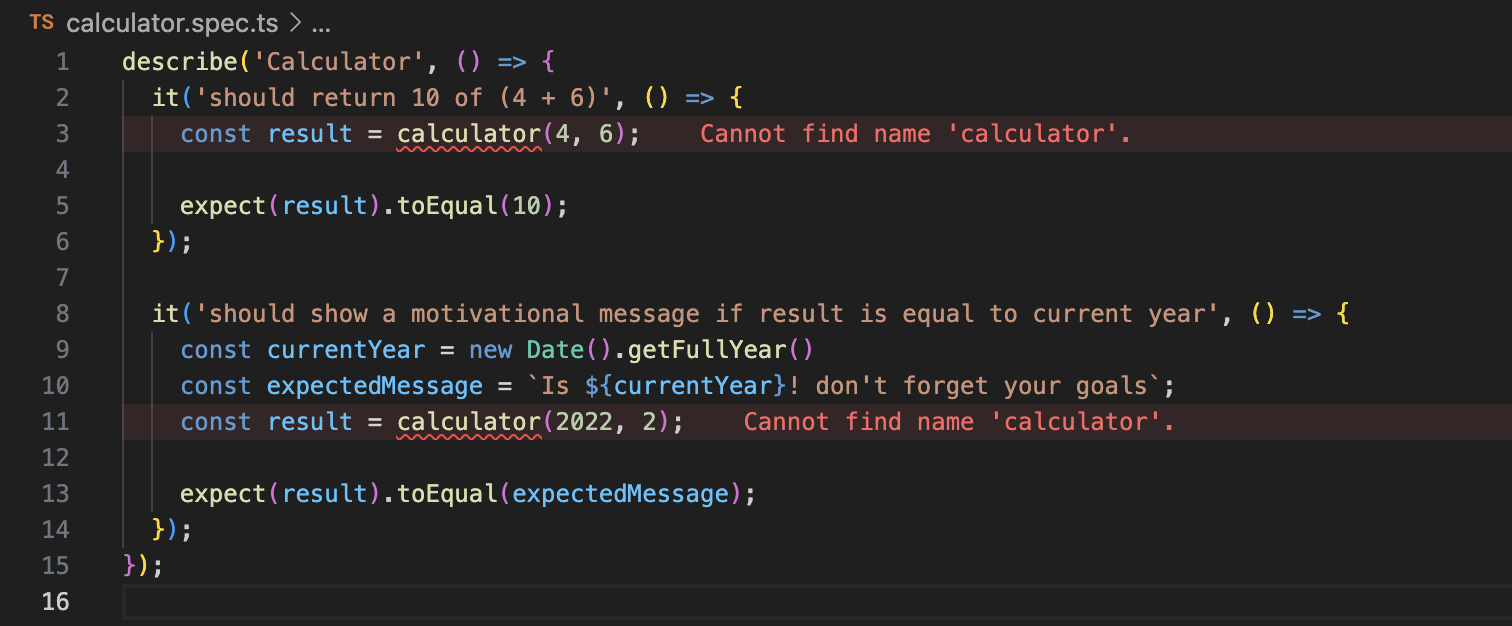 TS calculator.spec.ts > ...
1 describe('Calculator', () => {
2 it('should return 10 of (4 + 6)', () => {
3 const result = calculator(4, 6); Cannot find name 'calculator'.
4
5 expect(result).toEqual(10);
6 });
7
8 it('should show a motivational message if result is equal to current year', () => {
9 const currentYear = new Date().getFullYear()
10 const expectedMessage = `Is ${currentYear}! don't forget your goals`;
11 const result = calculator(2022, 2); Cannot find name 'calculator'.
12
13 expect(result).toEqual(expectedMessage);
14 });
15 });
16